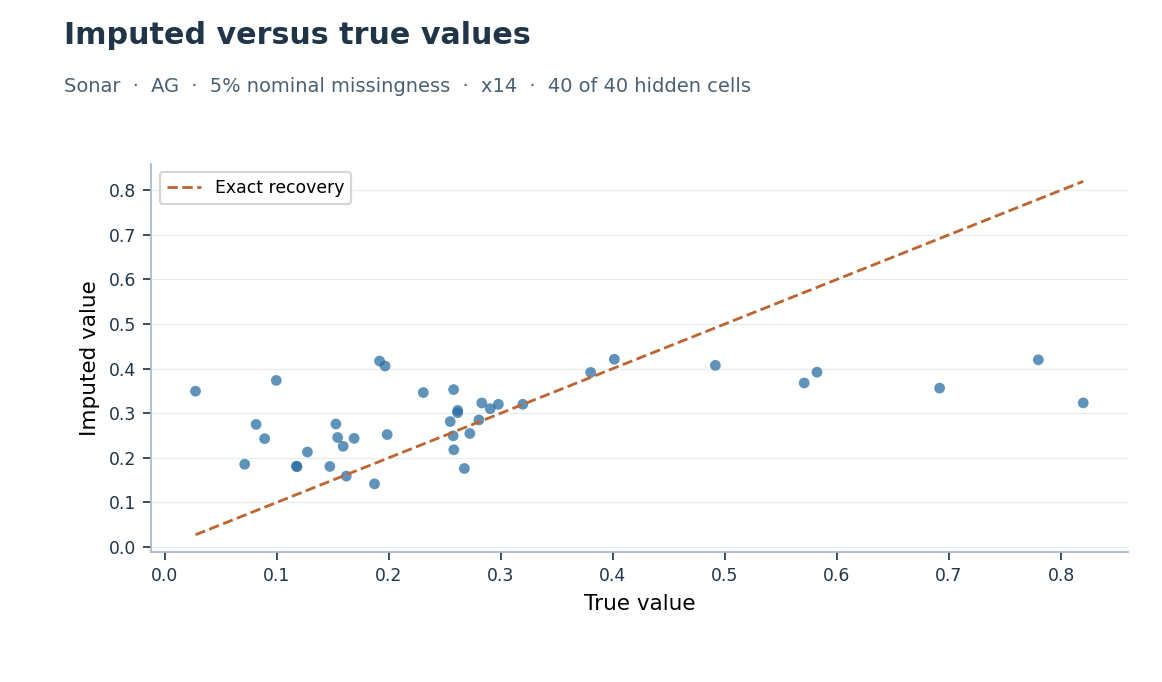 Imputed versus true values
Sonar · AG · 5% nominal missingness · x14 · 40 of 40 hidden cells
Exact recovery
0.8
0.7
0.6
0.5
0.4
0.3
0.2
0.1
0.0
Imputed value
0.0 0.1 0.2 0.3 0.4 0.5 0.6 0.7 0.8
True value